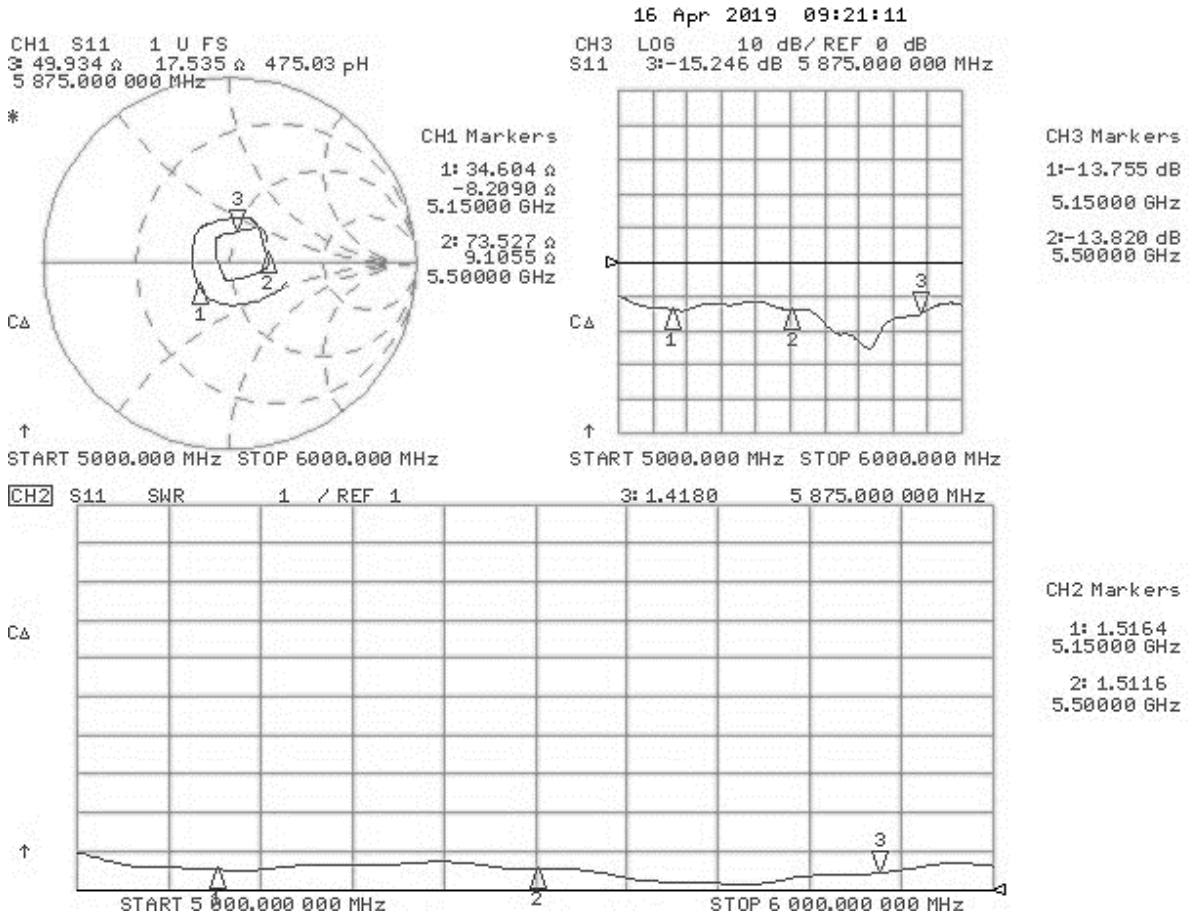 16 Apr 2019 09:21:11
CH1 S11 1 U FS
3: 49.934 Ω 17.535 Ω 475.03 pH
5 875.000 000 MHz
*
CH1 Markers
1: 34.604 Ω
-8.2090 Ω
5.15000 GHz
2: 73.527 Ω
9.1055 Ω
5.50000 GHz
3
2
1
CΔ
↑
START 5000.000 MHz STOP 6000.000 MHz
CH3 LOG 10 dB/ REF 0 dB
S11 3:-15.246 dB 5 875.000 000 MHz
CH3 Markers
1:-13.755 dB
5.15000 GHz
2:-13.820 dB
5.50000 GHz
3
1
2
CΔ
↑
START 5000.000 MHz STOP 6000.000 MHz
CH2 S11 SWR 1 / REF 1 3: 1.4180 5 875.000 000 MHz
CH2 Markers
1: 1.5164
5.15000 GHz
2: 1.5116
5.50000 GHz
CΔ
↑
3
1
2
START 5 000.000 000 MHz STOP 6 000.000 000 MHz